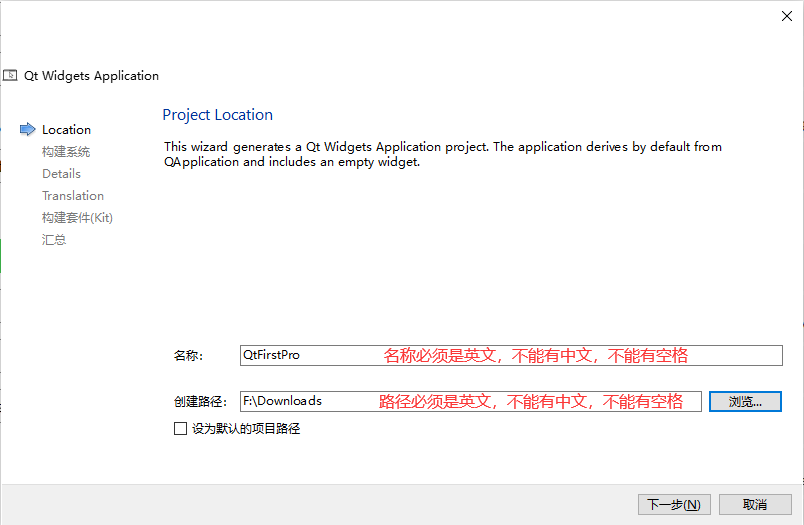 Qt Widgets Application
Location
构建系统
Details
Translation
构建套件(Kit)
汇总
Project Location
This wizard generates a Qt Widgets Application project. The application derives by default from
QApplication and includes an empty widget.
名称： QtFirstPro 名称必须是英文，不能有中文，不能有空格
创建路径： F:\Downloads 路径必须是英文，不能有中文，不能有空格 浏览...
设为默认的项目路径
下一步(N) 取消